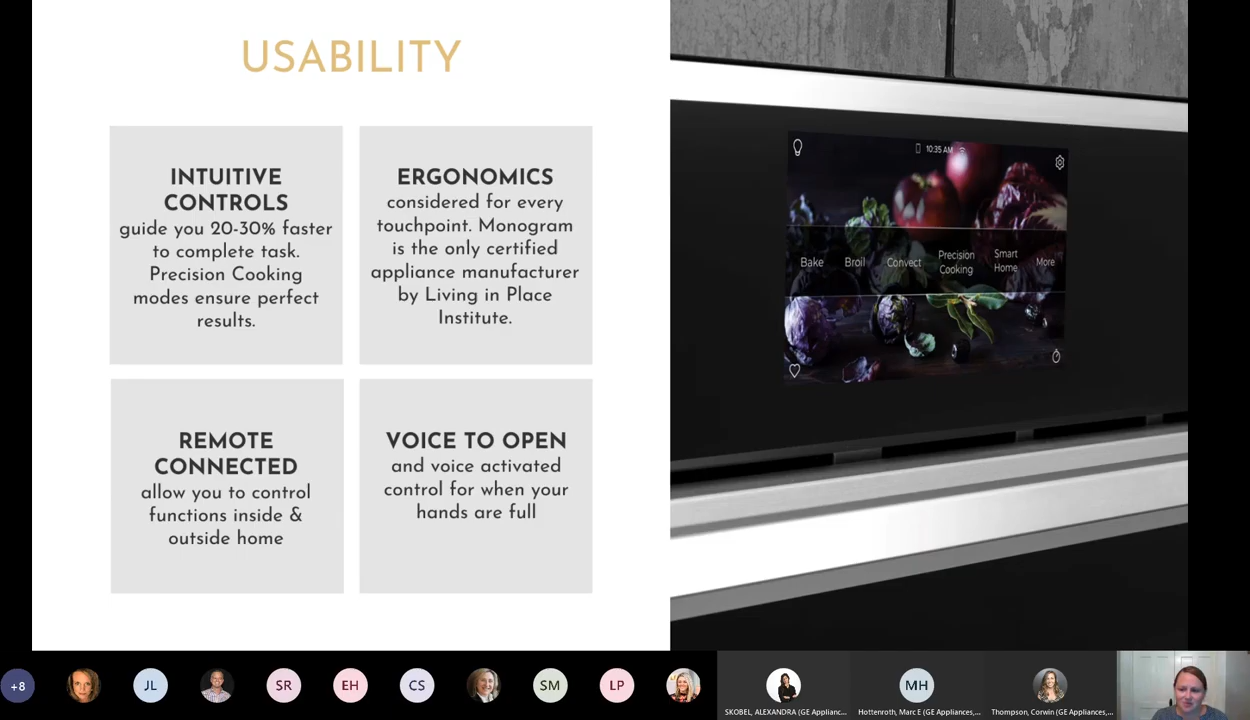 USABILITY
INTUITIVE
CONTROLS
guide you 20-30% faster
to complete task.
Precision Cooking
modes ensure perfect
results.
ERGONOMICS
considered for every
touchpoint. Monogram
is the only certified
appliance manufacturer
by Living in Place
Institute.
REMOTE
CONNECTED
allow you to control
functions inside &
outside home
VOICE TO OPEN
and voice activated
control for when your
hands are full
10:35 AM
Bake Broil Convect Precision Cooking Smart Home More
+8 JL SR EH CS SM LP MH
SKOBEL, ALEXANDRA (GE Applianc... Hottenroth, Marc E (GE Appliances,... Thompson, Corwin (GE Appliances,...